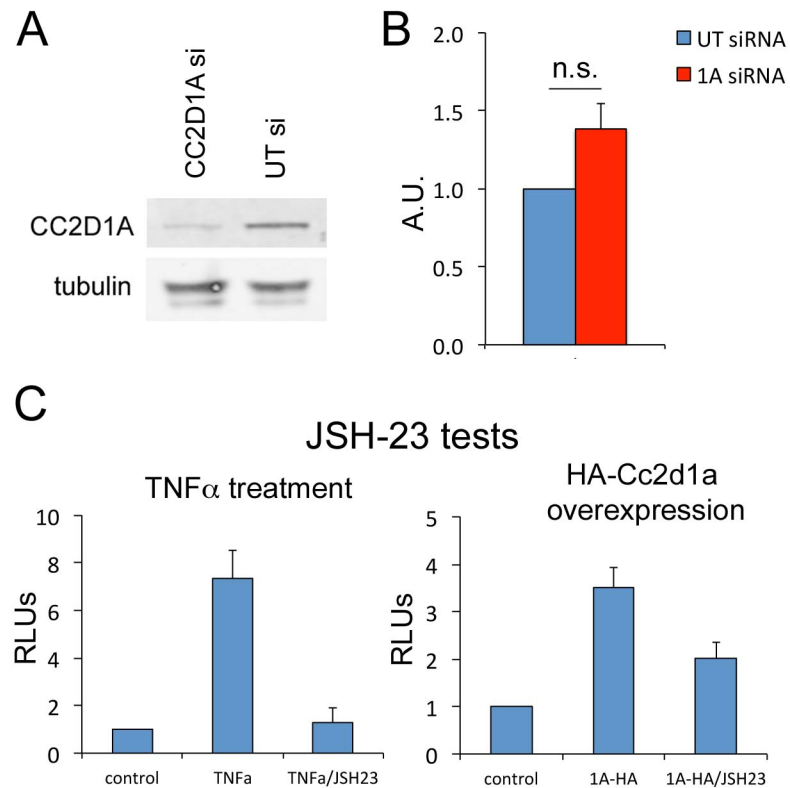 A
CC2D1A si
UT si
CC2D1A
tubulin
B
2.0
1.5
1.0
0.5
0.0
A.U.
n.s.
UT siRNA
1A siRNA
C
JSH-23 tests
TNFα treatment
10
8
6
4
2
0
RLUs
control
TNFa
TNFa/JSH23
HA-Cc2d1a
overexpression
5
4
3
2
1
0
RLUs
control
1A-HA
1A-HA/JSH23